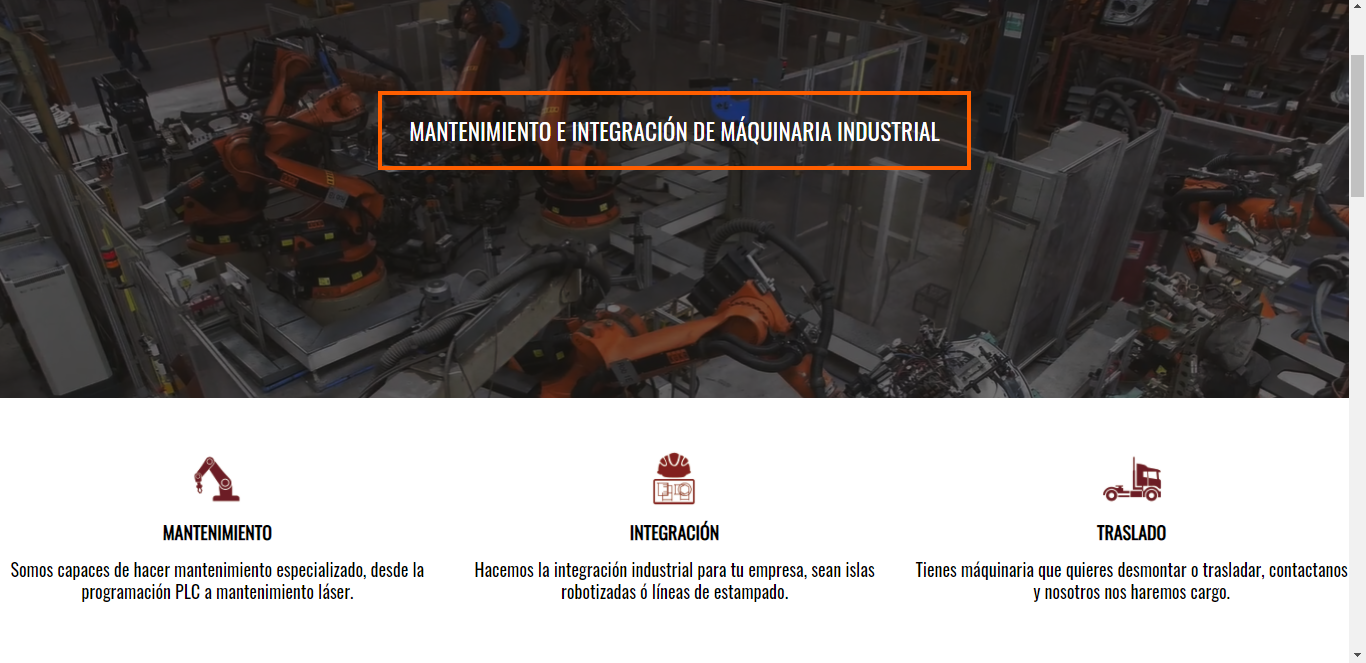 MANTENIMIENTO E INTEGRACIÓN DE MÁQUINARIA INDUSTRIAL
MANTENIMIENTO
Somos capaces de hacer mantenimiento especializado, desde la
programación PLC a mantenimiento láser.
INTEGRACIÓN
Hacemos la integración industrial para tu empresa, sean islas
robotizadas ó líneas de estampado.
TRASLADO
Tienes máquinaria que quieres desmontar o trasladar, contactanos
y nosotros nos haremos cargo.